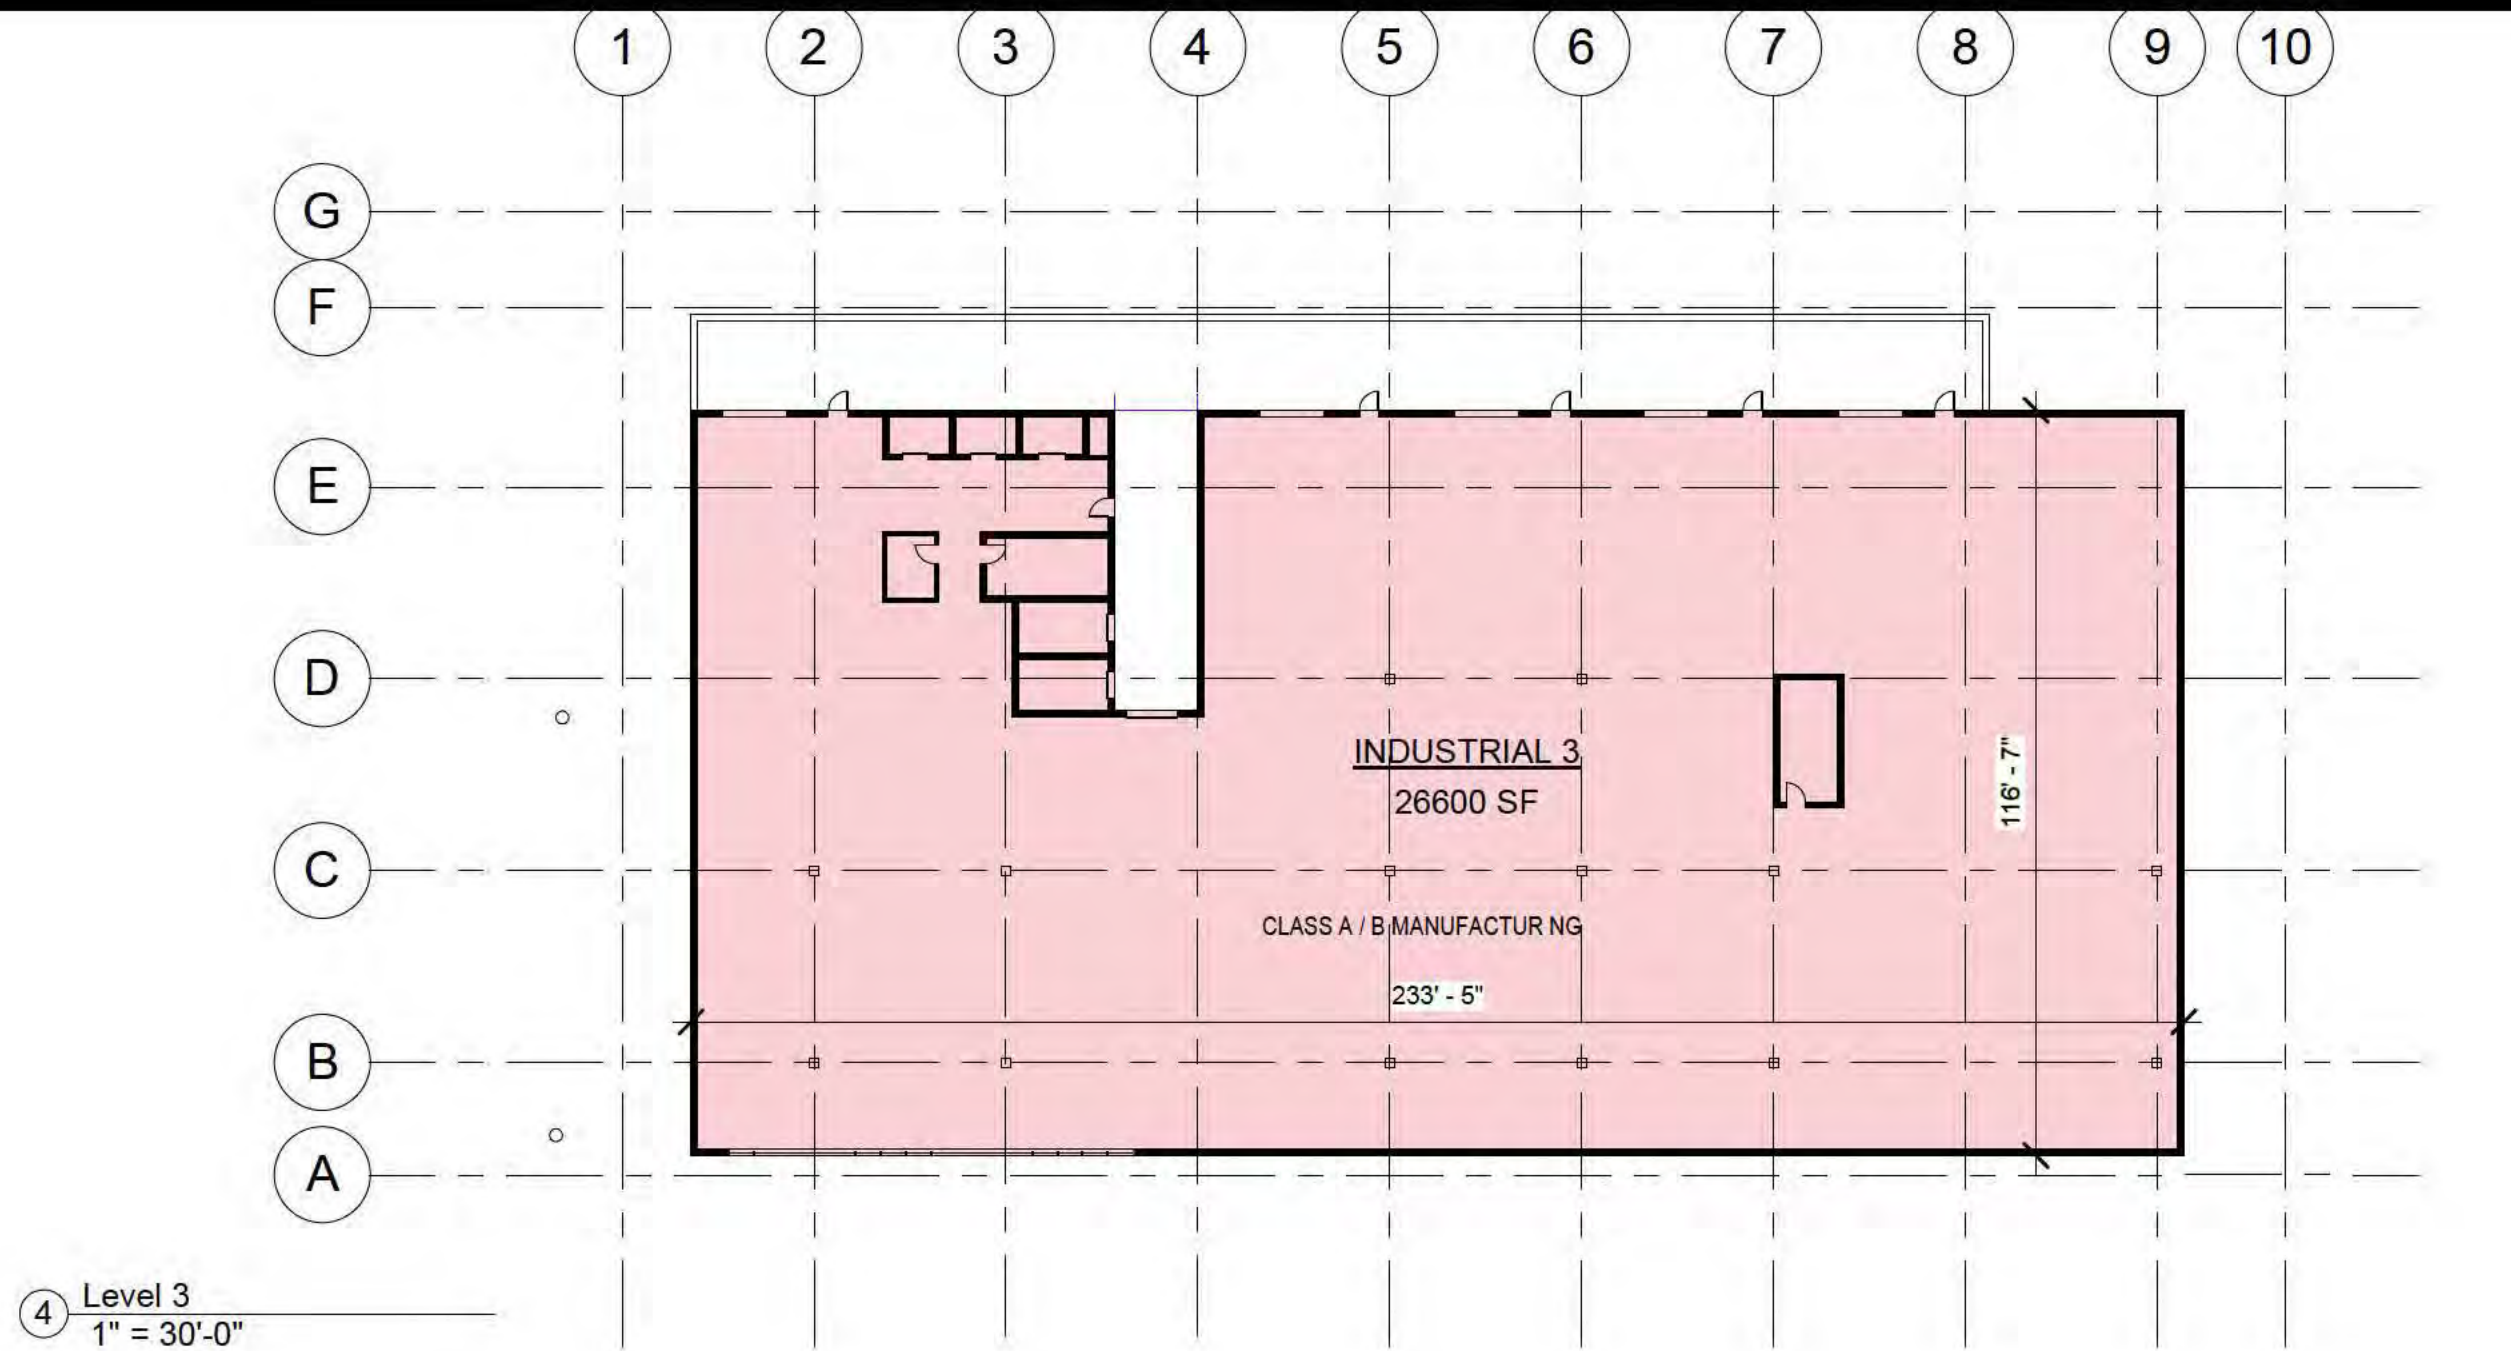 1 2 3 4 5 6 7 8 9 10
G
F
E
D
INDUSTRIAL 3
26600 SF
116' - 7"
C
CLASS A / B MANUFACTUR NG
233' - 5"
B
A
4 Level 3
1" = 30'-0"